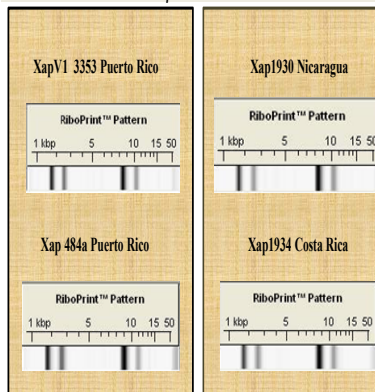 XapV1 3353 Puerto Rico
RiboPrint™ Pattern
1 kbp 5 10 15 50
Xap 484a Puerto Rico
RiboPrint™ Pattern
1 kbp 5 10 15 50
Xap1930 Nicaragua
RiboPrint™ Pattern
1 kbp 5 10 15 50
Xap1934 Costa Rica
RiboPrint™ Pattern
1 kbp 5 10 15 50